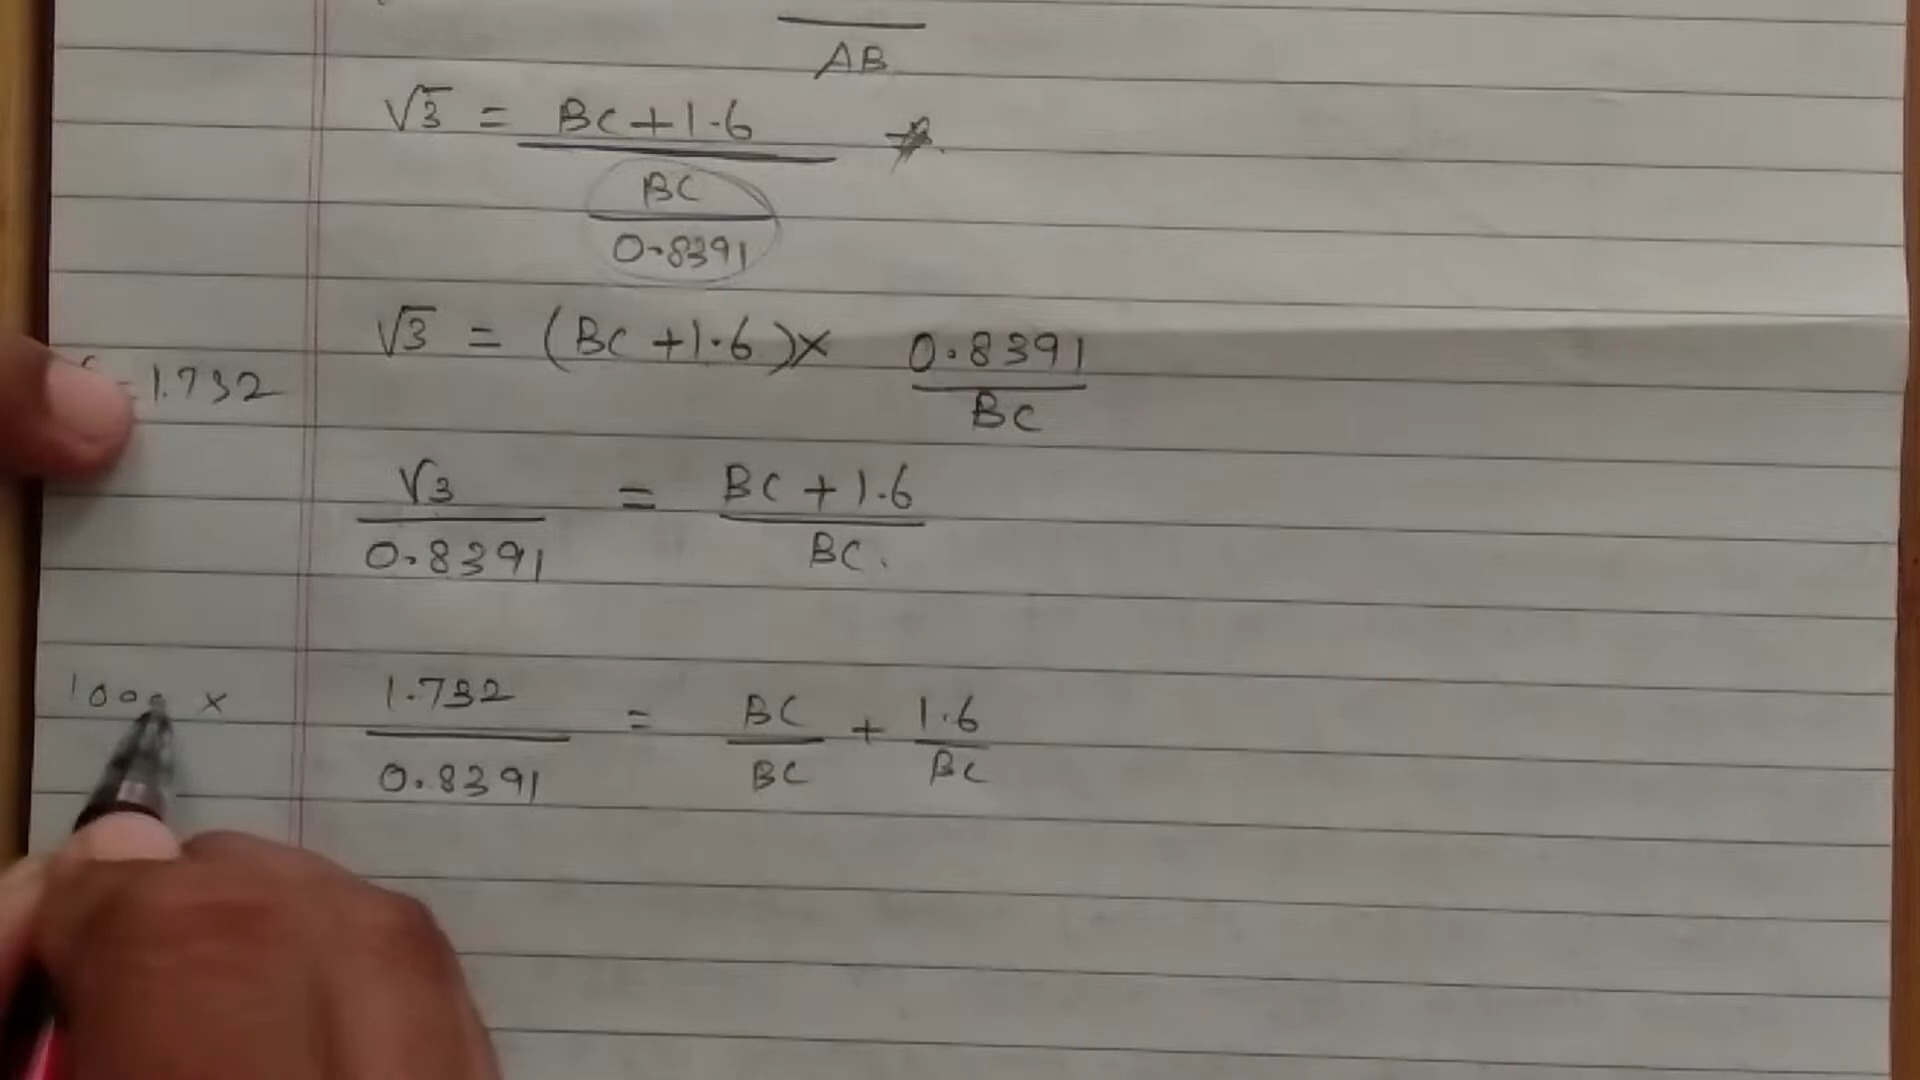 AB
√3 = BC+1.6
BC
0.8391
√3 = (BC+1.6)× 0.8391
BC
= 1.732
√3 = BC+1.6
0.8391 BC.
1000 × 1.732 = BC + 1.6
0.8391 BC BC